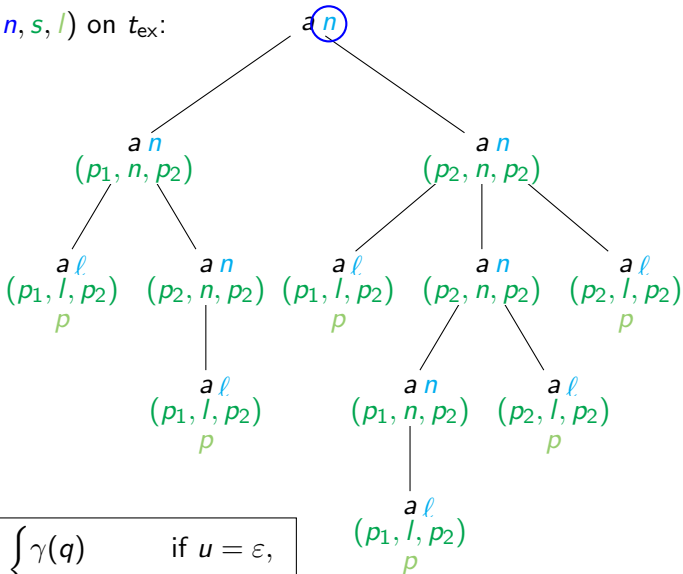 n, s, l) on t_ex:
a n
a n
(p₁, n, p₂)
a n
(p₂, n, p₂)
a ℓ
(p₁, l, p₂)
p
a n
(p₂, n, p₂)
a ℓ
(p₁, l, p₂)
p
a n
(p₂, n, p₂)
a ℓ
(p₂, l, p₂)
p
a ℓ
(p₁, l, p₂)
p
a n
(p₁, n, p₂)
a ℓ
(p₂, l, p₂)
p
a ℓ
(p₁, l, p₂)
p
{ γ(q) if u = ε,